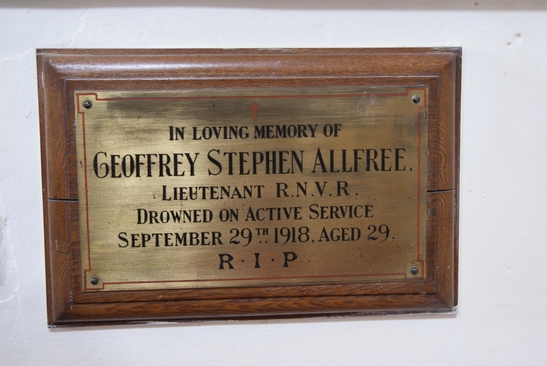 IN LOVING MEMORY OF
GEOFFREY STEPHEN ALLFREE.
LIEUTENANT R.N.V.R.
DROWNED ON ACTIVE SERVICE
SEPTEMBER 29TH. 1918, AGED 29.
R·I·P